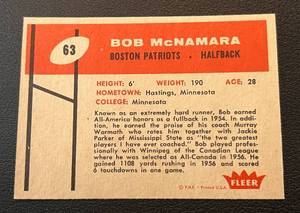 63
BOB McNAMARA
BOSTON PATRIOTS . HALFBACK
HEIGHT: 6' WEIGHT: 190 AGE: 28
HOMETOWN: Hastings, Minnesota
COLLEGE: Minnesota
Known as an extremely hard runner, Bob earned
All-America honors as a fullback in 1954. In addi-
tion, he earned the praise of his coach Murray
Warmath who rates him together with Jackie
Parker of Mississippi State as "the two greatest
players I have ever coached." Bob played profes-
sionally with Winnipeg of the Canadian League
where he was selected as All-Canada in 1956. He
gained 1108 yards rushing in 1956 and scored
6 touchdowns in one game.
FLEER
© F.H.F. • Printed U.S.A.